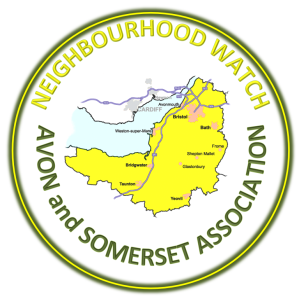 NEIGHBOURHOOD WATCH
CARDIFF
Avonmouth
Bristol
Weston-super-Mare
Bath
Frome
Bridgwater
Shepton Mallet
Glastonbury
Taunton
Yeovil
AVON and SOMERSET ASSOCIATION